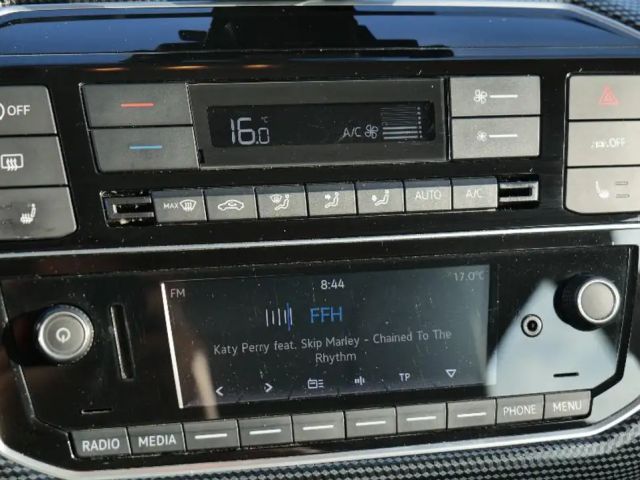 OFF
16.0 °C A/C
OFF
MAX AUTO A/C
FM 8:44 17.0°C
FFH
Katy Perry feat. Skip Marley - Chained To The
Rhythm
< > TP
RADIO MEDIA PHONE MENU